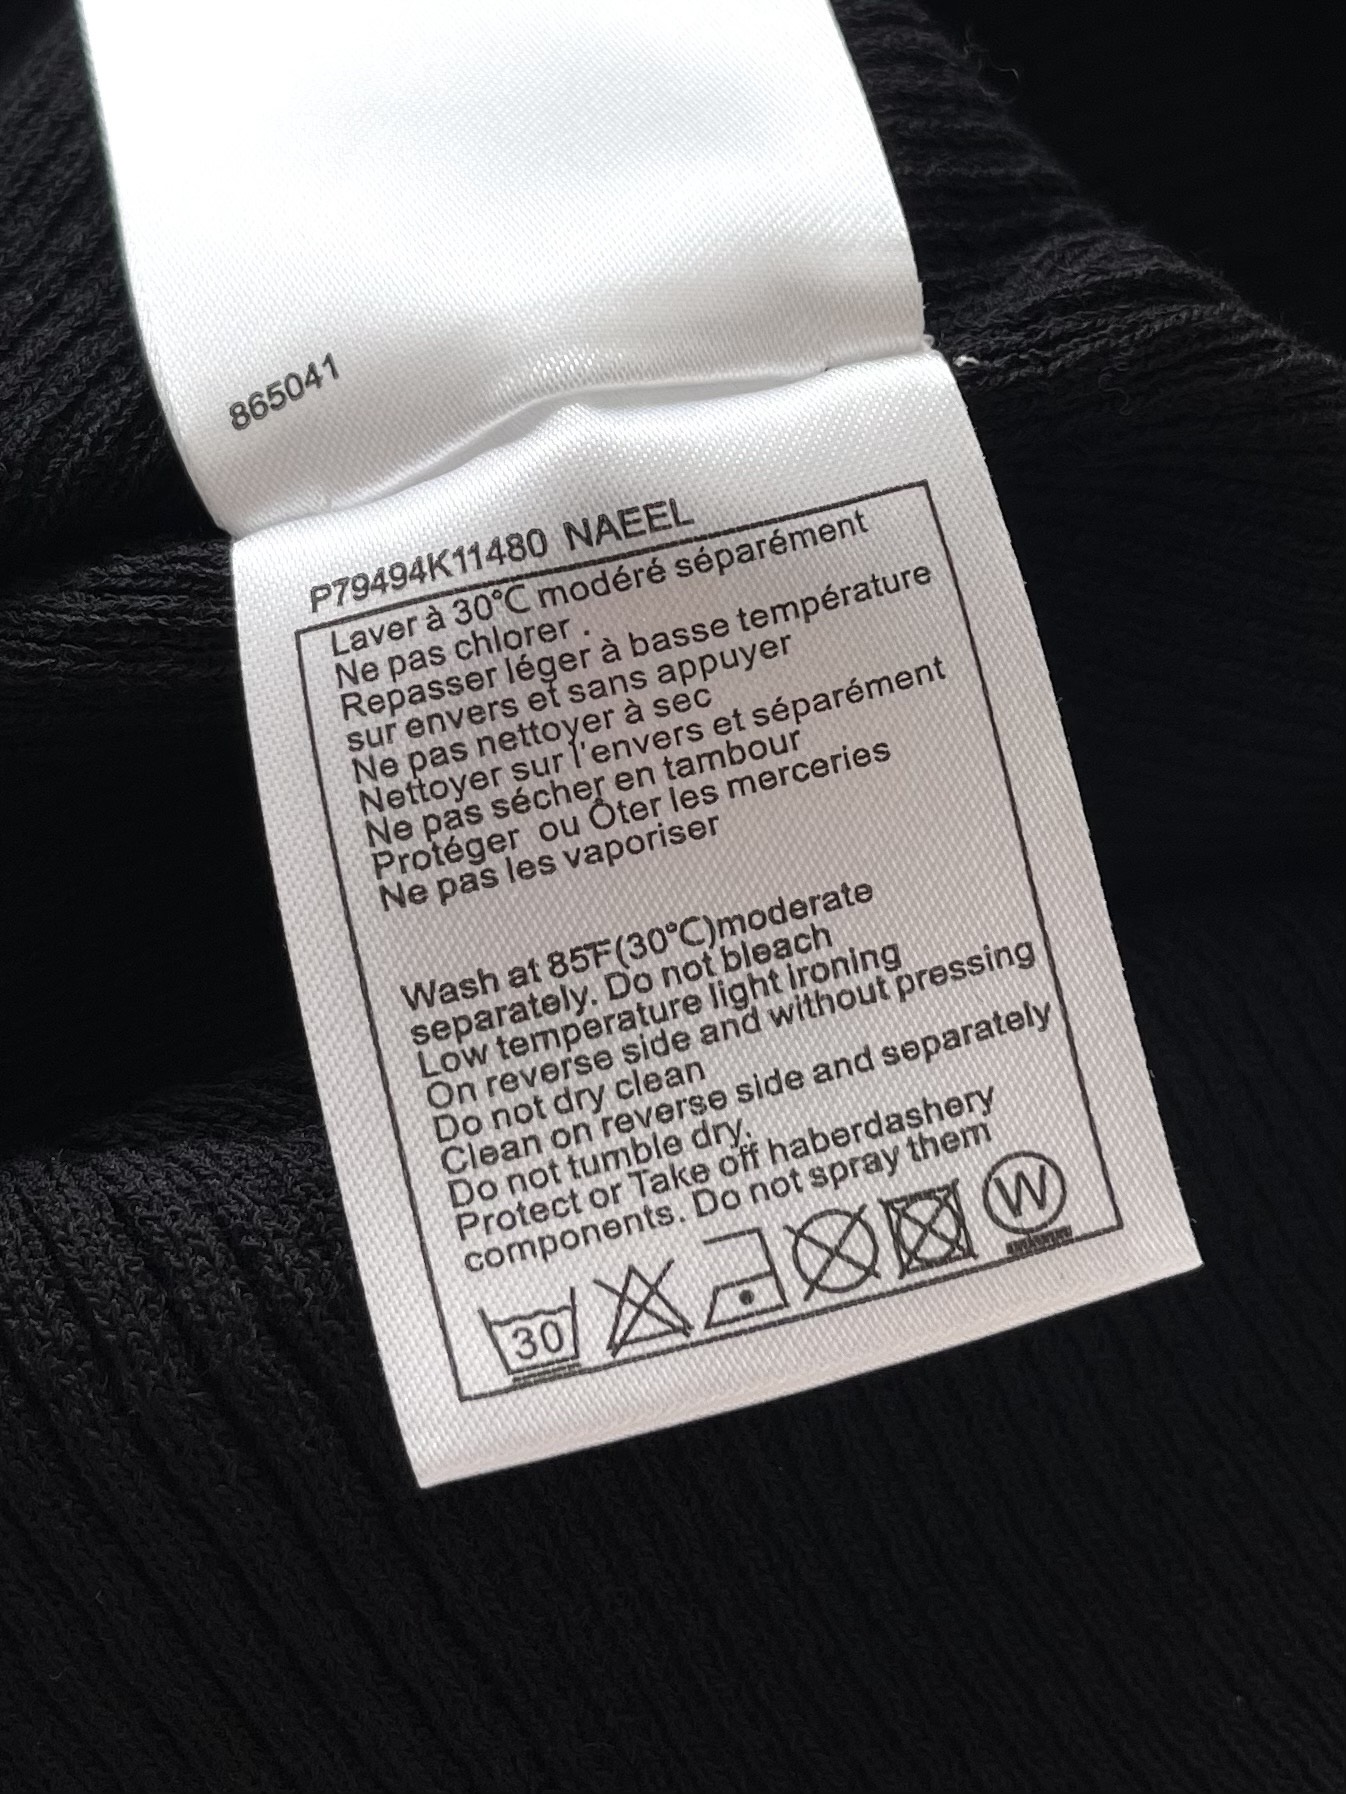 865041
P79494K11480 NAEEL
Laver à 30°C modéré séparément
Ne pas chlorer .
Repasser léger à basse température
sur envers et sans appuyer
Ne pas nettoyer à sec
Nettoyer sur l'envers et séparément
Ne pas sécher en tambour
Protéger ou Ôter les merceries
Ne pas les vaporiser
Wash at 85℉(30°C)moderate
separately. Do not bleach
Low temperature light ironing
On reverse side and without pressing
Do not dry clean
Clean on reverse side and separately
Do not tumble dry.
Protect or Take off haberdashery
components. Do not spray them
30
W